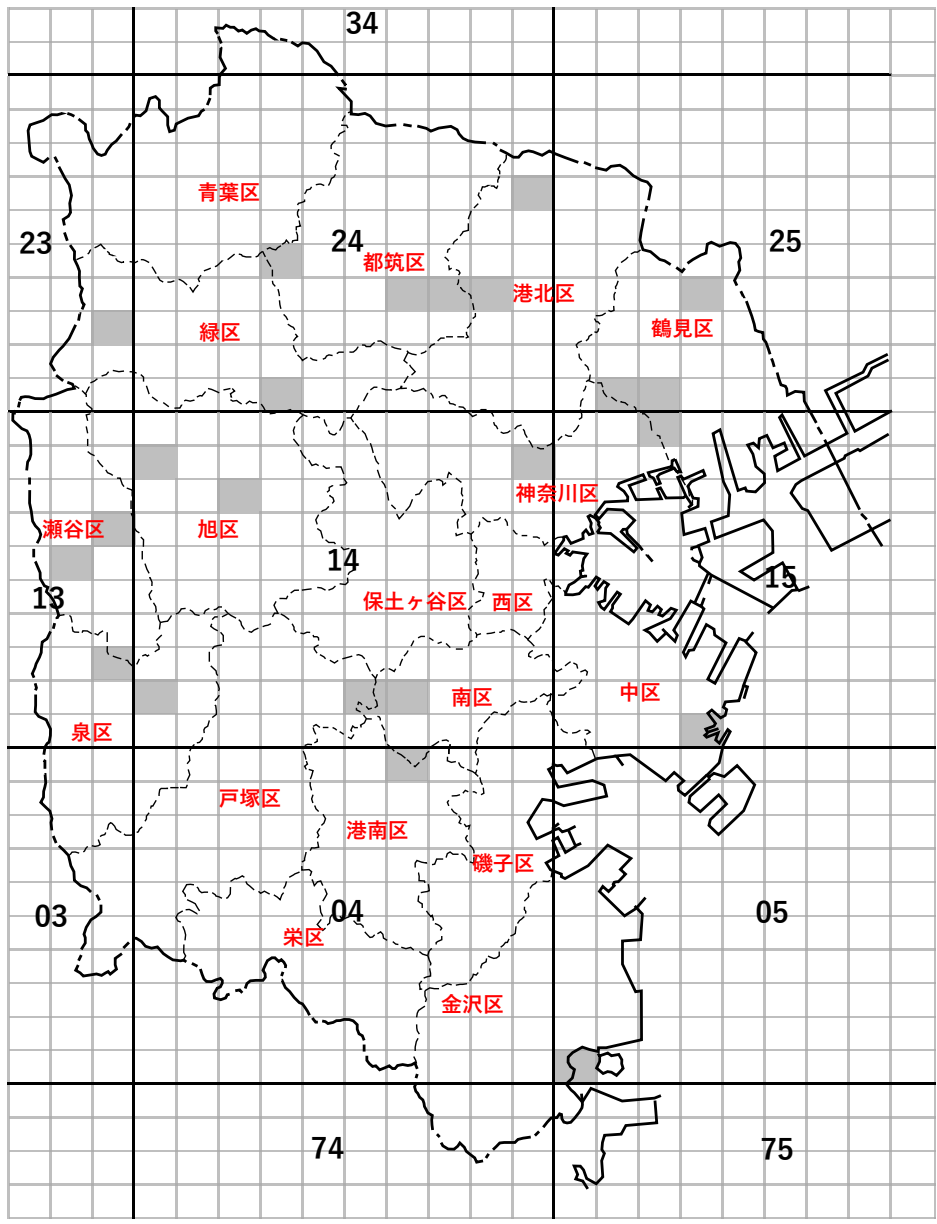 34
青葉区
23
24
25
都筑区
港北区
緑区
鶴見区
神奈川区
瀬谷区
旭区
14
15
13
保土ヶ谷区
西区
南区
中区
泉区
戸塚区
港南区
磯子区
03
04
05
栄区
金沢区
74
75